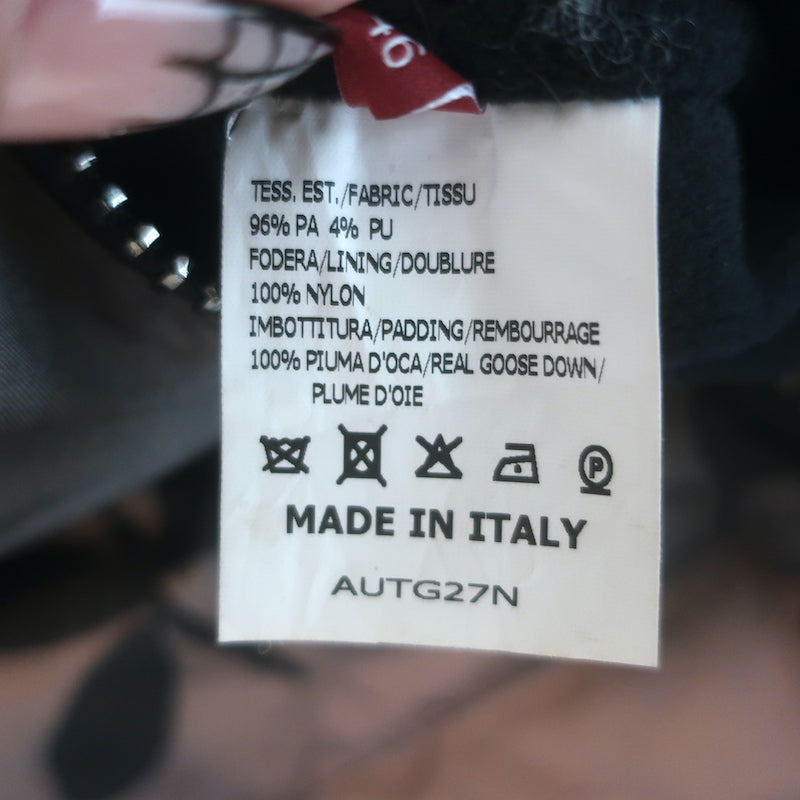 46
TESS. EST./FABRIC/TISSU
96% PA 4% PU
FODERA/LINING/DOUBLURE
100% NYLON
IMBOTTITURA/PADDING/REMBOURRAGE
100% PIUMA D'OCA/REAL GOOSE DOWN/
PLUME D'OIE
P
MADE IN ITALY
AUTG27N